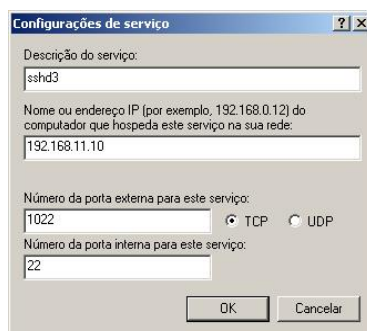 Configurações de serviço
Descrição do serviço:
sshd3
Nome ou endereço IP (por exemplo, 192.168.0.12) do
computador que hospeda este serviço na sua rede:
192.168.11.10
Número da porta externa para este serviço:
1022
TCP
UDP
Número da porta interna para este serviço:
22
OK
Cancelar